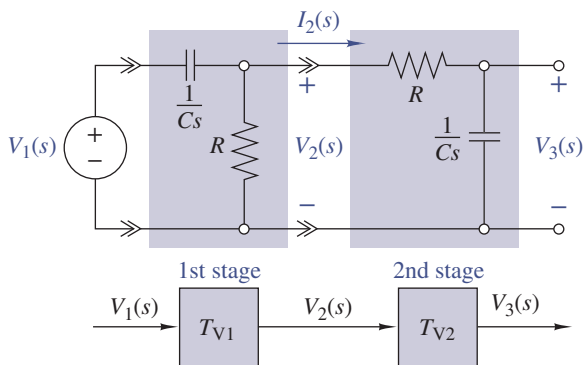 I₂(s)
1/Cs
R
+
−
V₁(s)
R
+
V₂(s)
−
1/Cs
+
V₃(s)
−
1st stage
2nd stage
V₁(s)
T_V1
V₂(s)
T_V2
V₃(s)